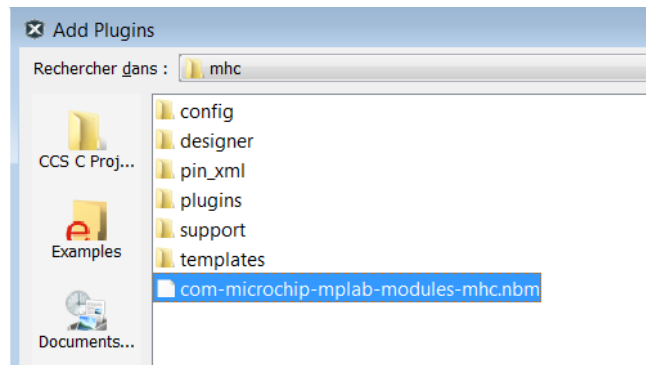 Add Plugins
Rechercher dans :
mhc
config
designer
pin_xml
plugins
support
templates
com-microchip-mplab-modules-mhc.nbm
CCS C Proj...
Examples
Documents...